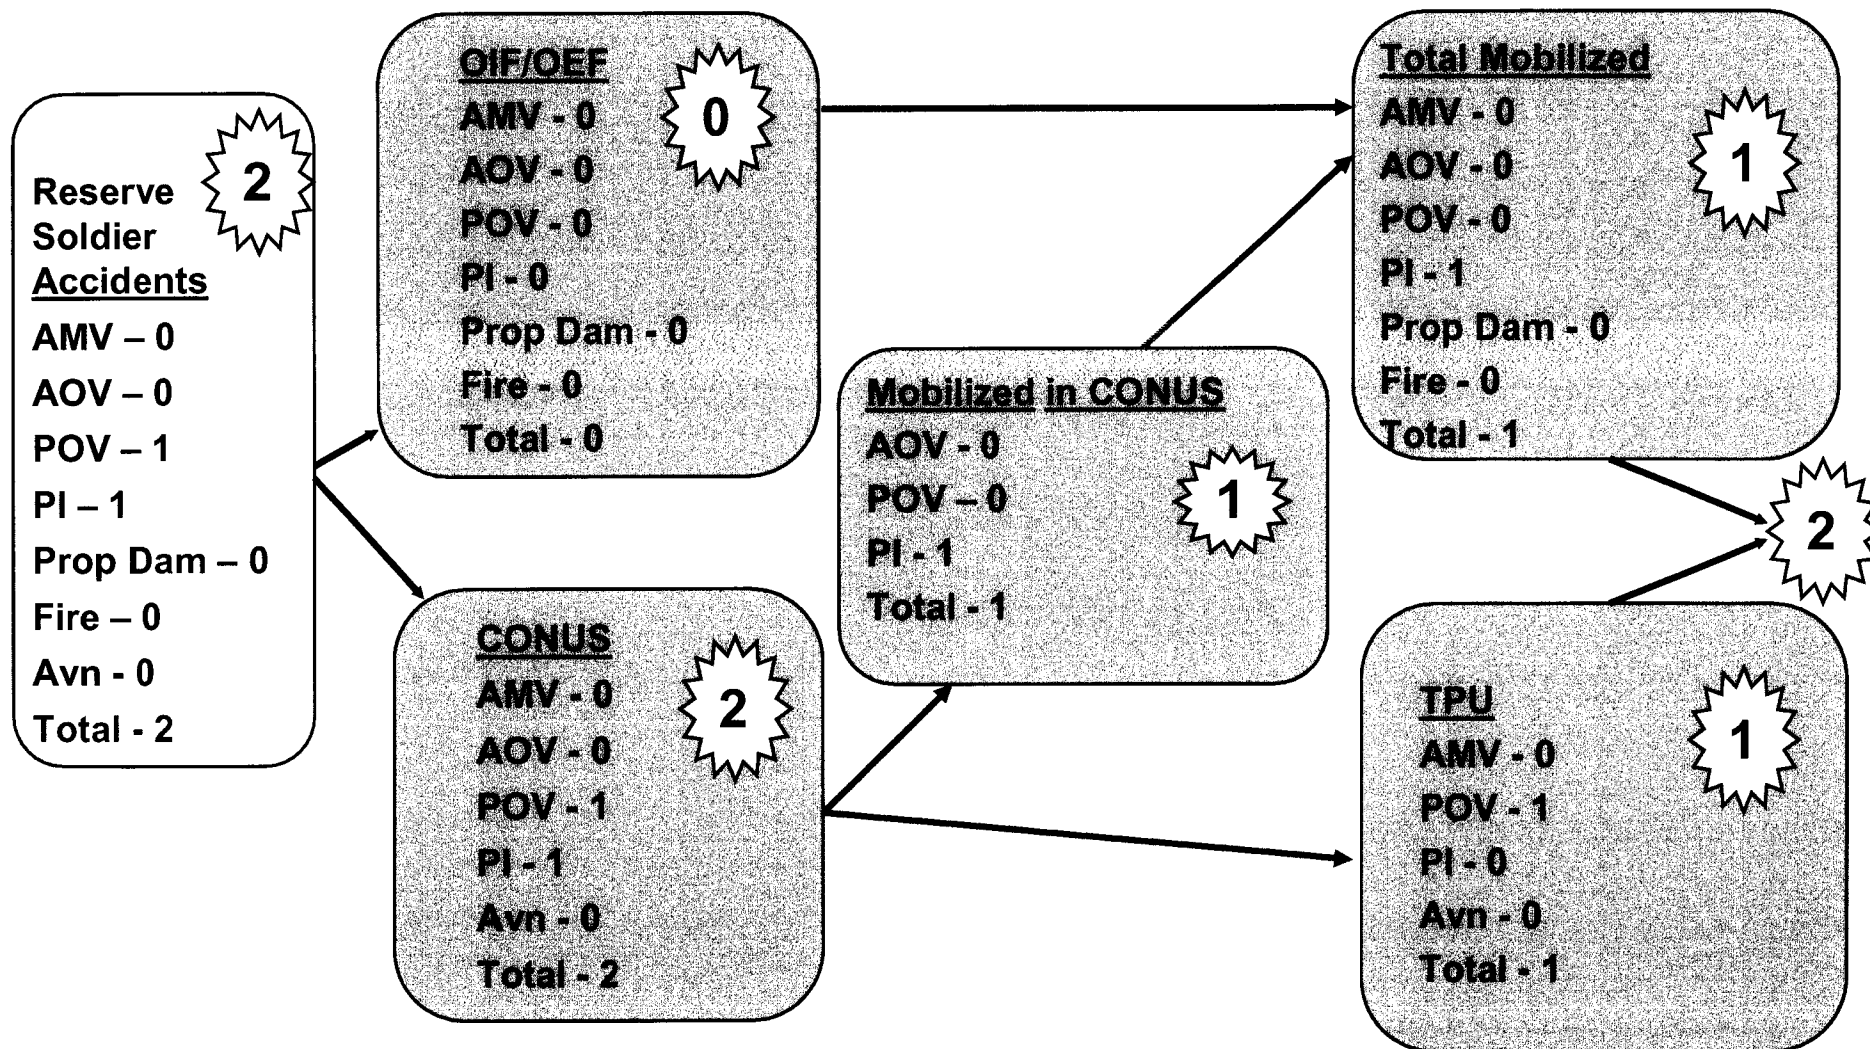 Reserve
Soldier
Accidents
AMV – 0
AOV – 0
POV – 1
PI – 1
Prop Dam – 0
Fire – 0
Avn - 0
Total - 2
2
OIF/OEF
AMV - 0
AOV - 0
POV - 0
PI - 0
Prop Dam - 0
Fire - 0
Total - 0
0
CONUS
AMV - 0
AOV - 0
POV - 1
PI - 1
Avn - 0
Total - 2
2
Mobilized in CONUS
AOV - 0
POV – 0
PI - 1
Total - 1
1
Total Mobilized
AMV - 0
AOV - 0
POV - 0
PI - 1
Prop Dam - 0
Fire - 0
Total - 1
1
TPU
AMV - 0
POV - 1
PI - 0
Avn - 0
Total - 1
1
2